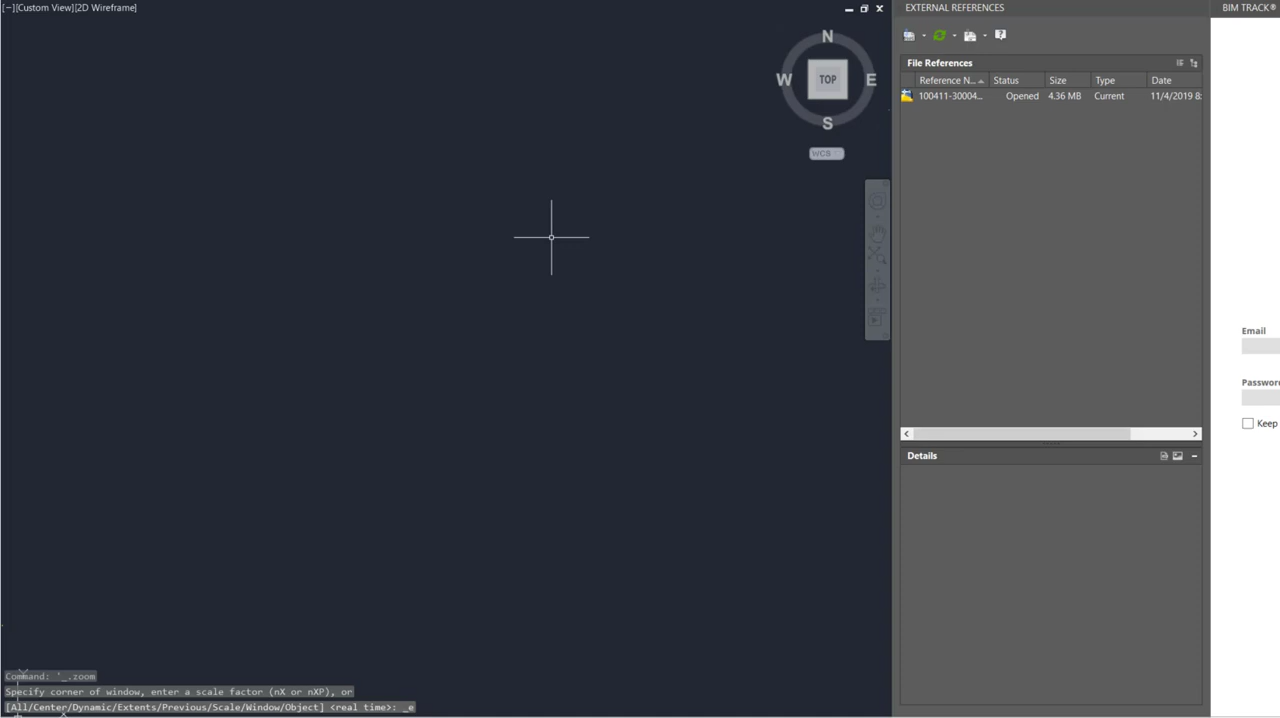 [−][Custom View][2D Wireframe]
N
W
TOP
E
S
WCS
EXTERNAL REFERENCES
File References
Reference N... Status Size Type Date
100411-30004... Opened 4.36 MB Current 11/4/2019 8:
Details
BIM TRACK®
Email
Password
Keep
Command: '_.zoom
Specify corner of window, enter a scale factor (nX or nXP), or
[All/Center/Dynamic/Extents/Previous/Scale/Window/Object] <real time>: _e